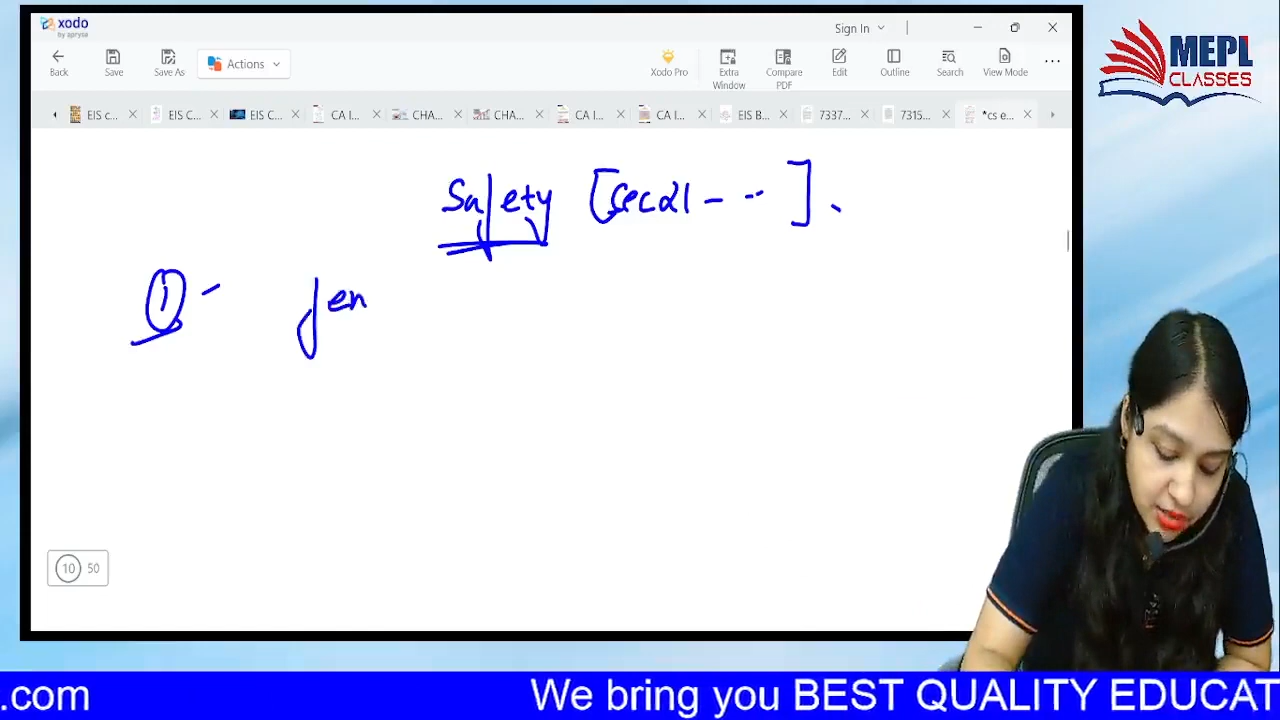 xodo
by apryse
Sign In
Back
Save
Save As
Actions
Xodo Pro
Extra Window
Compare PDF
Edit
Outline
Search
View Mode
EIS c...
EIS C...
EIS C...
CA I...
CHA...
CHA...
CA I...
CA I...
EIS B...
7337...
7315...
*cs e...
MEPL
CLASSES
Safety [Sec 21 - -- ].
① - fen
10 50
.com We bring you BEST QUALITY EDUCAT